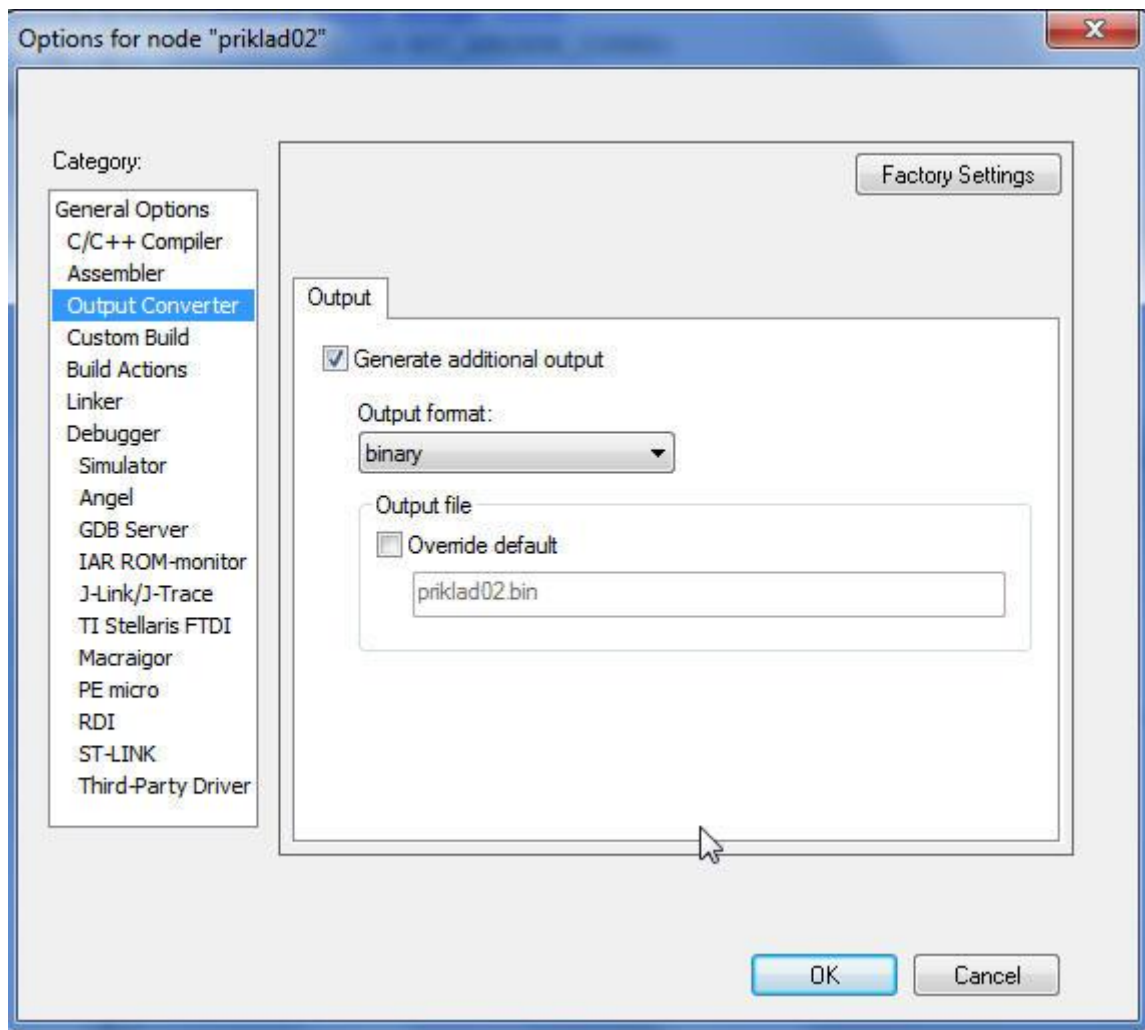 Options for node "priklad02"
Category:
Factory Settings
General Options
C/C++ Compiler
Assembler
Output Converter
Custom Build
Build Actions
Linker
Debugger
Simulator
Angel
GDB Server
IAR ROM-monitor
J-Link/J-Trace
TI Stellaris FTDI
Macraigor
PE micro
RDI
ST-LINK
Third-Party Driver
Output
Generate additional output
Output format:
binary
Output file
Override default
priklad02.bin
OK
Cancel